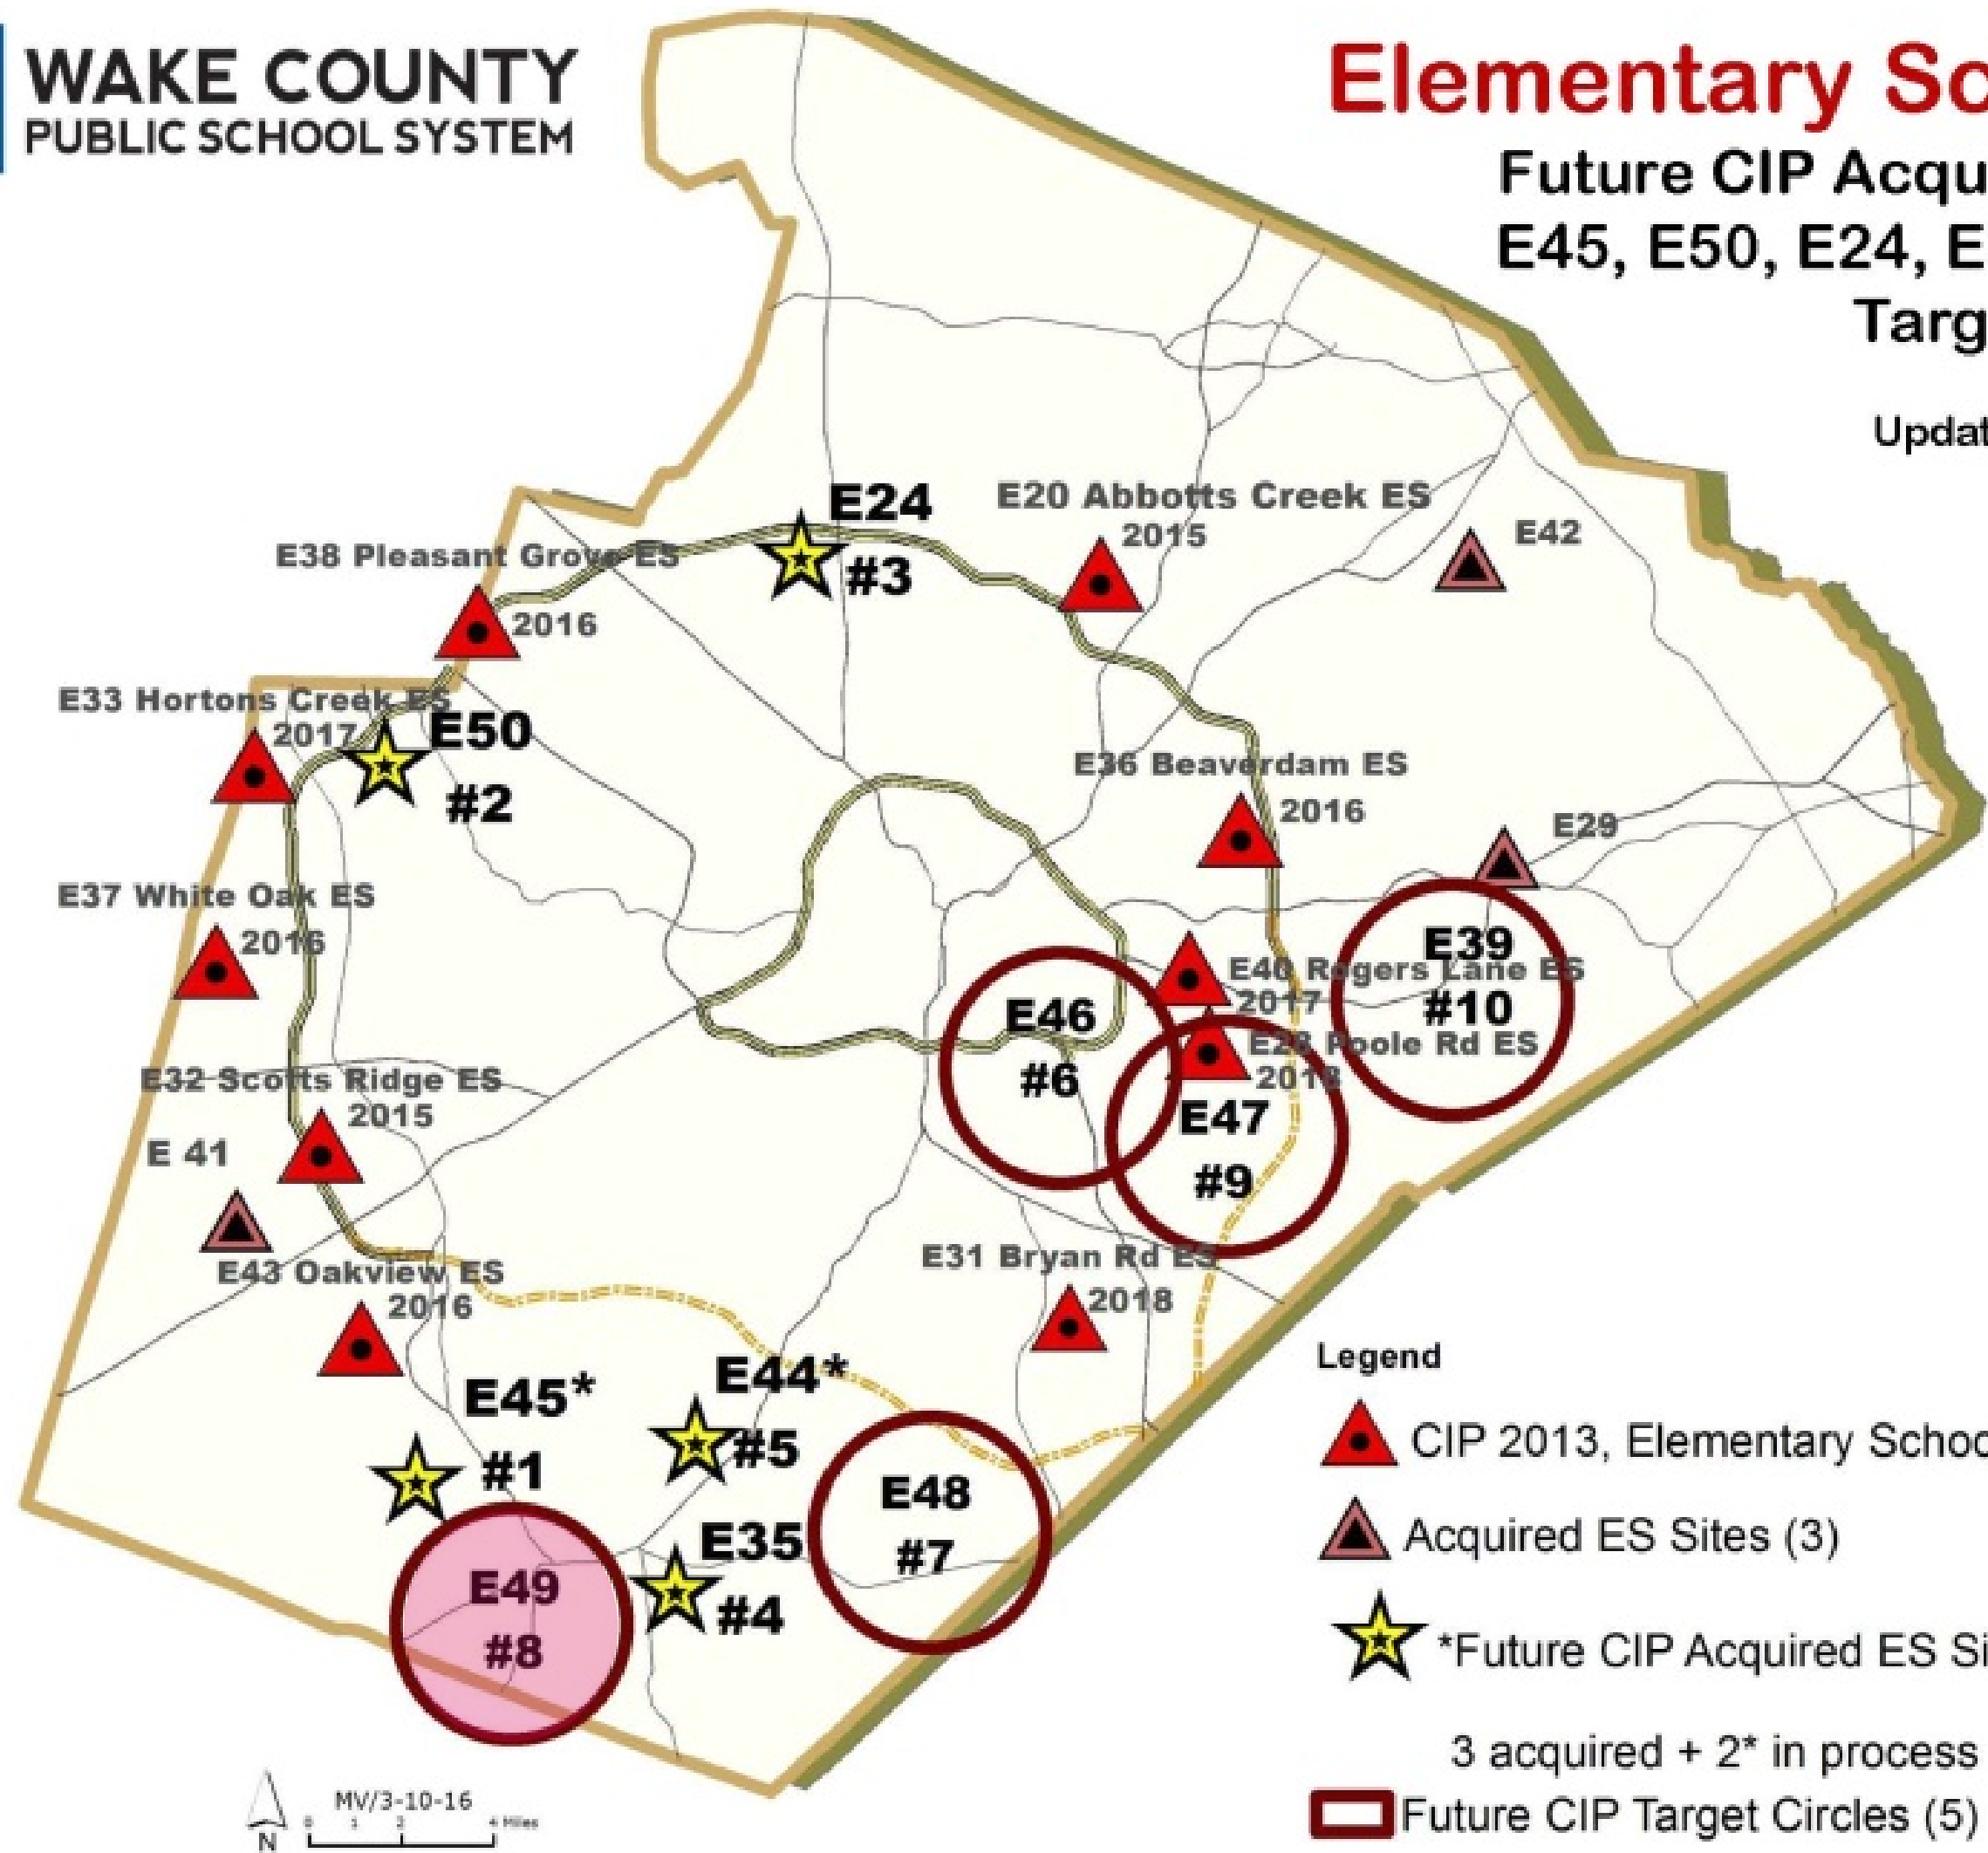 WAKE COUNTY
PUBLIC SCHOOL SYSTEM
Elementary Sc
Future CIP Acqu
E45, E50, E24, E
Targ
Updat
E24
#3
E20 Abbotts Creek ES
2015
E42
E38 Pleasant Grove ES
2016
E33 Hortons Creek ES
2017
E50
#2
E36 Beaverdam ES
2016
E29
E37 White Oak ES
2016
E39
#10
E40 Rogers Lane ES
2017
E46
#6
E28 Poole Rd ES
2018
E47
#9
E32 Scotts Ridge ES
2015
E 41
E43 Oakview ES
2016
E31 Bryan Rd ES
2018
E45*
#1
E44*
#5
E48
#7
E35
#4
E49
#8
Legend
CIP 2013, Elementary Schoo
Acquired ES Sites (3)
*Future CIP Acquired ES Si
3 acquired + 2* in process
Future CIP Target Circles (5)
MV/3-10-16
0 1 2 4 Miles
N